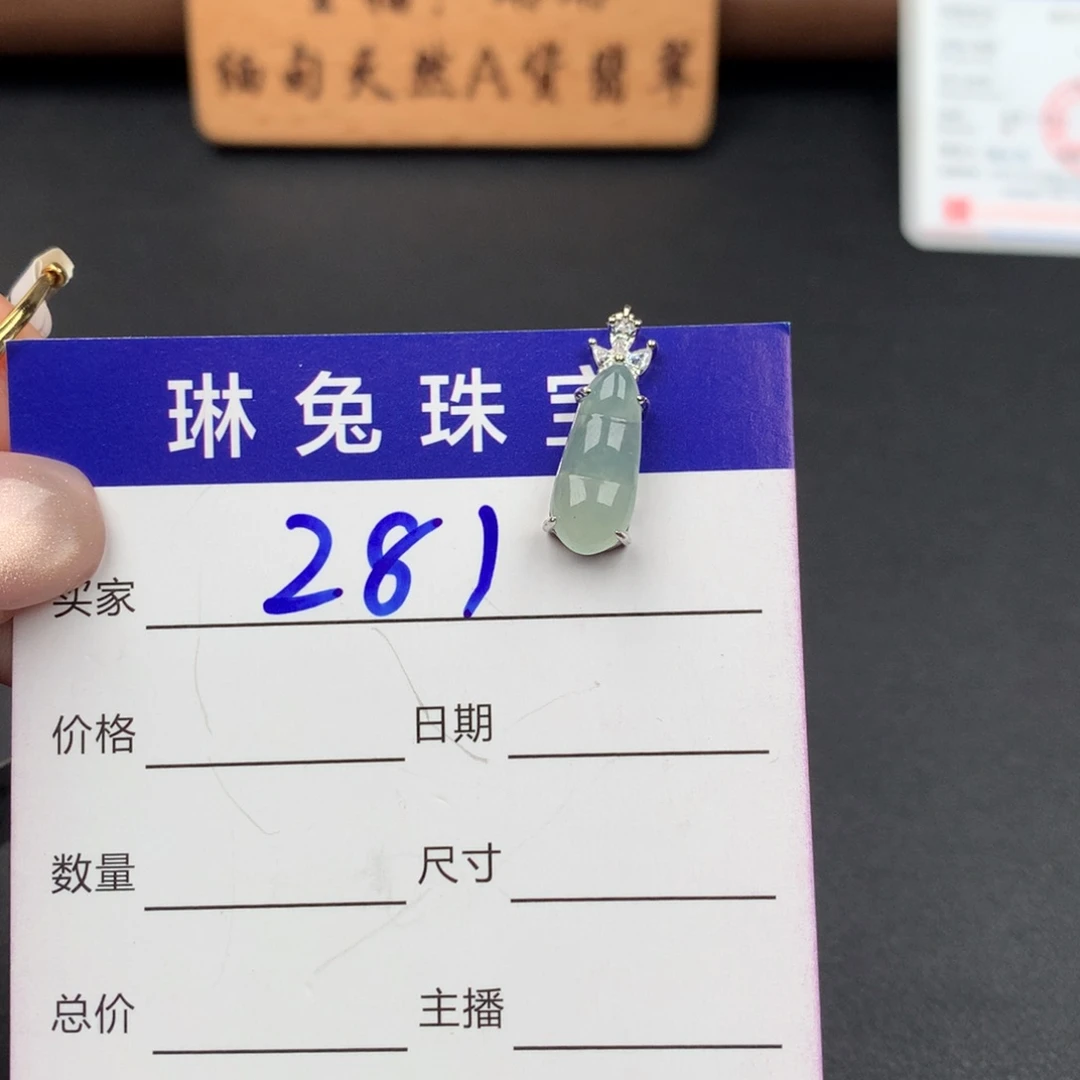 缅甸天然A货翡翠
琳兔珠宝
买家 281
价格 日期
数量 尺寸
总价 主播